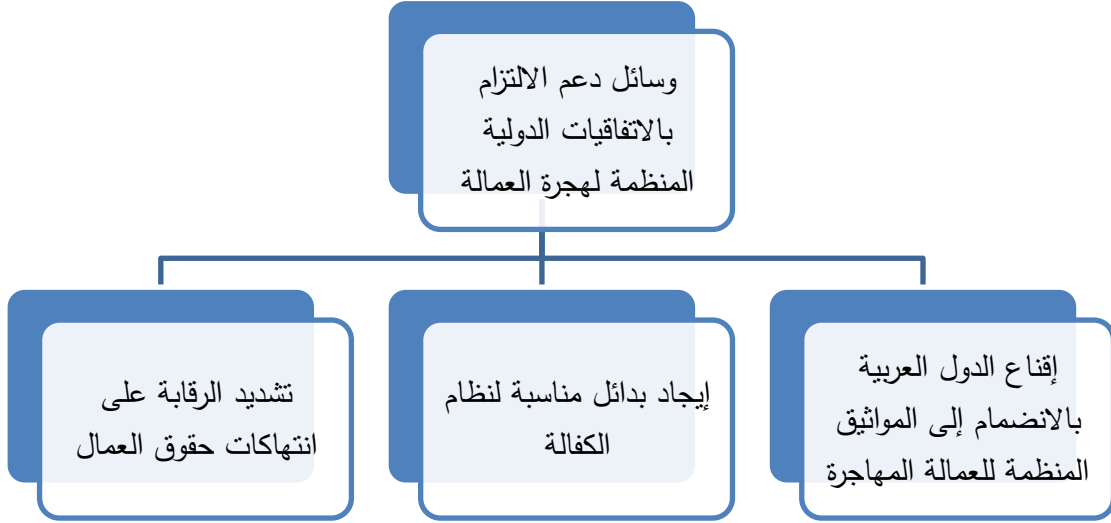 وسائل دعم الالتزام
بالاتفاقيات الدولية
المنظمة لهجرة العمالة
إقناع الدول العربية
بالانضمام إلى المواثيق
المنظمة للعمالة المهاجرة
إيجاد بدائل مناسبة لنظام
الكفالة
تشديد الرقابة على
انتهاكات حقوق العمال